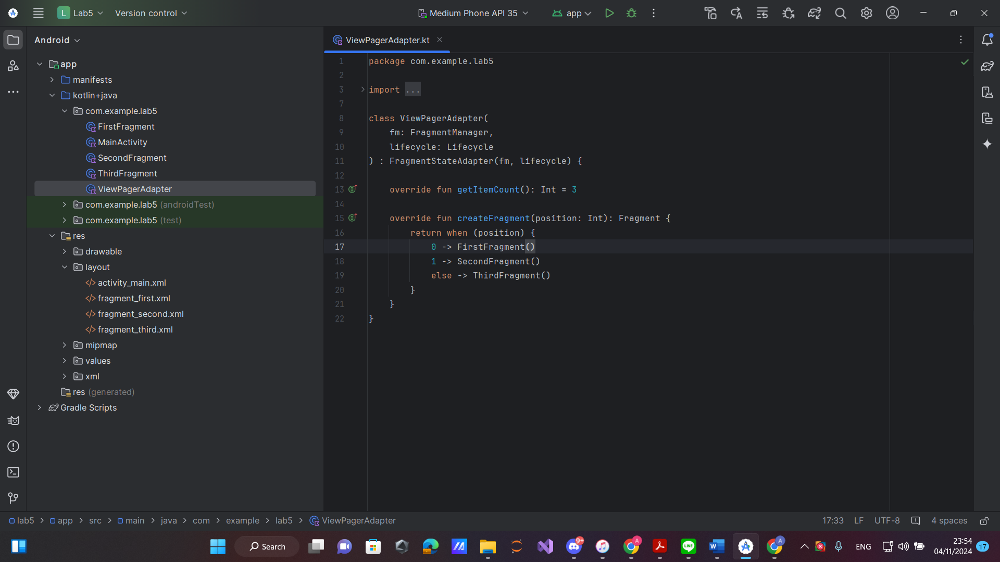 L Lab5 Version control Medium Phone API 35 app
Android
ViewPagerAdapter.kt
app
manifests
kotlin+java
com.example.lab5
FirstFragment
MainActivity
SecondFragment
ThirdFragment
ViewPagerAdapter
com.example.lab5 (androidTest)
com.example.lab5 (test)
res
drawable
layout
activity_main.xml
fragment_first.xml
fragment_second.xml
fragment_third.xml
mipmap
values
xml
res (generated)
Gradle Scripts
1 package com.example.lab5
2
3 import ...
7
8 class ViewPagerAdapter(
9 fm: FragmentManager,
10 lifecycle: Lifecycle
11 ) : FragmentStateAdapter(fm, lifecycle) {
12
13 override fun getItemCount(): Int = 3
14
15 override fun createFragment(position: Int): Fragment {
16 return when (position) {
17 0 -> FirstFragment()
18 1 -> SecondFragment()
19 else -> ThirdFragment()
20 }
21 }
22 }
lab5 > app > src > main > java > com > example > lab5 > ViewPagerAdapter 17:33 LF UTF-8 4 spaces
Search 9+ A LINE W A ENG 23:54
04/11/2024 17